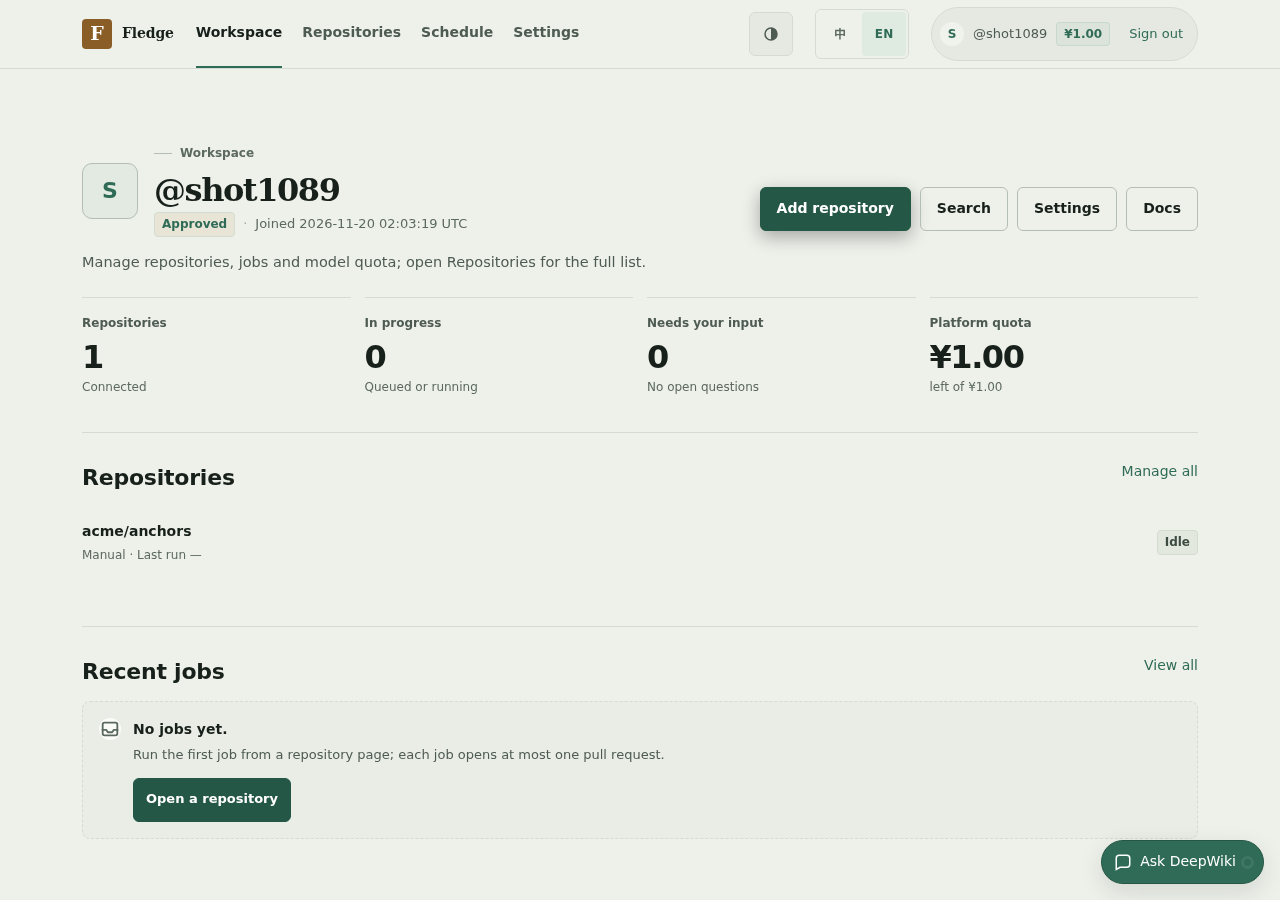 F Fledge Workspace Repositories Schedule Settings 中 EN S @shot1089 ¥1.00 Sign out
Workspace
S @shot1089
Approved · Joined 2026-11-20 02:03:19 UTC
Add repository Search Settings Docs
Manage repositories, jobs and model quota; open Repositories for the full list.
Repositories In progress Needs your input Platform quota
1 0 0 ¥1.00
Connected Queued or running No open questions left of ¥1.00
Repositories Manage all
acme/anchors
Manual · Last run —
Idle
Recent jobs View all
No jobs yet.
Run the first job from a repository page; each job opens at most one pull request.
Open a repository
Ask DeepWiki